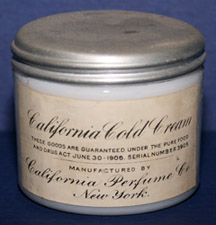 California Cold Cream
THESE GOODS ARE GUARANTEED UNDER THE PURE FOOD
AND DRUG ACT JUNE 30-1906. SERIAL NUMBER
MANUFACTURED BY
California Perfume Co
New York.